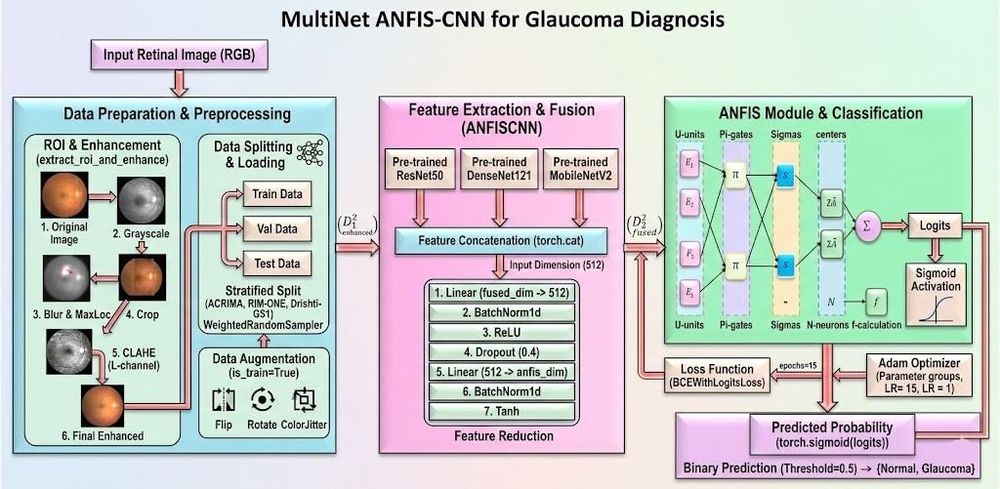 MultiNet ANFIS-CNN for Glaucoma Diagnosis
Input Retinal Image (RGB)
Data Preparation & Preprocessing
ROI & Enhancement
(extract_roi_and_enhance)
1. Original
Image
2. Grayscale
3. Blur & MaxLoc
4. Crop
5. CLAHE
(L-channel)
6. Final Enhanced
Data Splitting
& Loading
Train Data
Val Data
Test Data
Stratified Split
(ACRIMA, RIM-ONE, Drishti-
GS1)
WeightedRandomSampler
Data Augmentation
(is_train=True)
Flip
Rotate
ColorJitter
(D²₁
enhanced)
Feature Extraction & Fusion
(ANFISCNN)
Pre-trained
ResNet50
Pre-trained
DenseNet121
Pre-trained
MobileNetV2
Feature Concatenation (torch.cat)
Input Dimension (512)
1. Linear (fused_dim -> 512)
2. BatchNorm1d
3. ReLU
4. Dropout (0.4)
5. Linear (512 -> anfis_dim)
6. BatchNorm1d
7. Tanh
Feature Reduction
(D²₂
fused)
ANFIS Module & Classification
U-units
Pi-gates
Sigmas
centers
E₁
E₂
E₃
π
π
S
S
Σ
N
f
U-units
Pi-gates
Sigmas
N-neurons
f-calculation
Logits
Sigmoid
Activation
Loss Function
(BCEWithLogitsLoss)
epochs=15
Adam Optimizer
(Parameter groups,
LR= 15, LR = 1)
Predicted Probability
(torch.sigmoid(logits))
Binary Prediction (Threshold=0.5) → {Normal, Glaucoma}